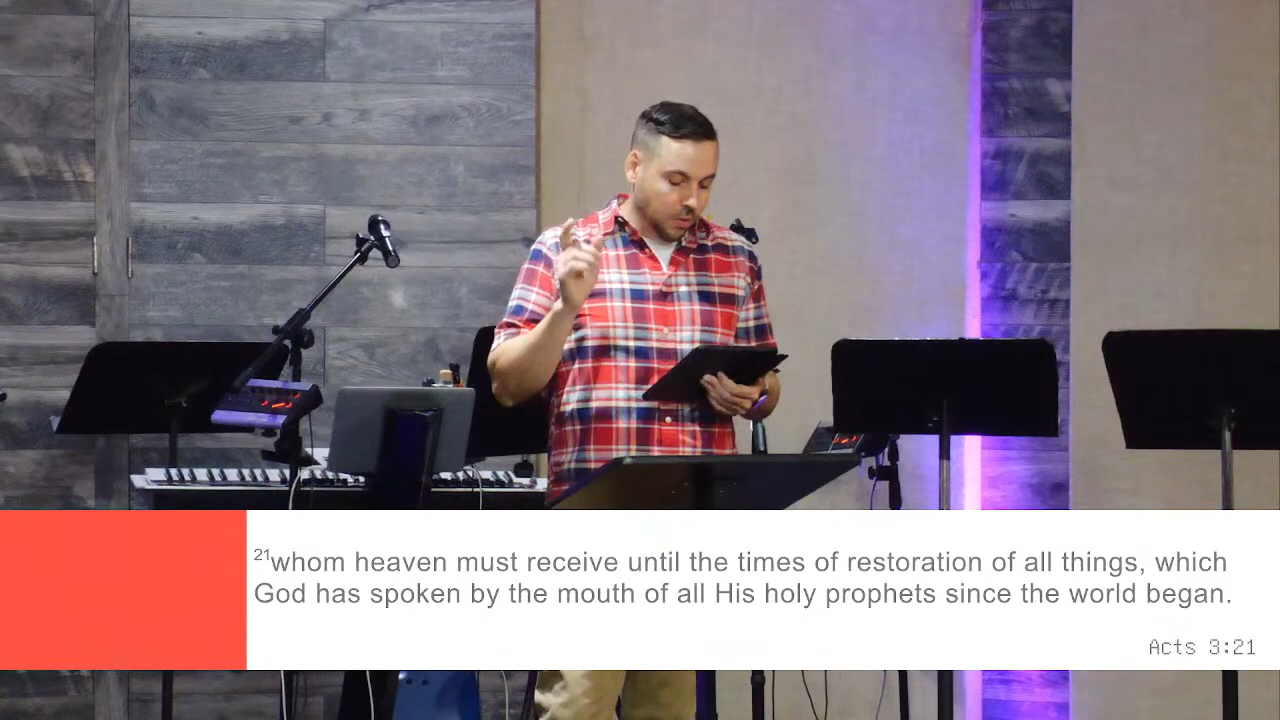 21whom heaven must receive until the times of restoration of all things, which
God has spoken by the mouth of all His holy prophets since the world began.
Acts 3:21